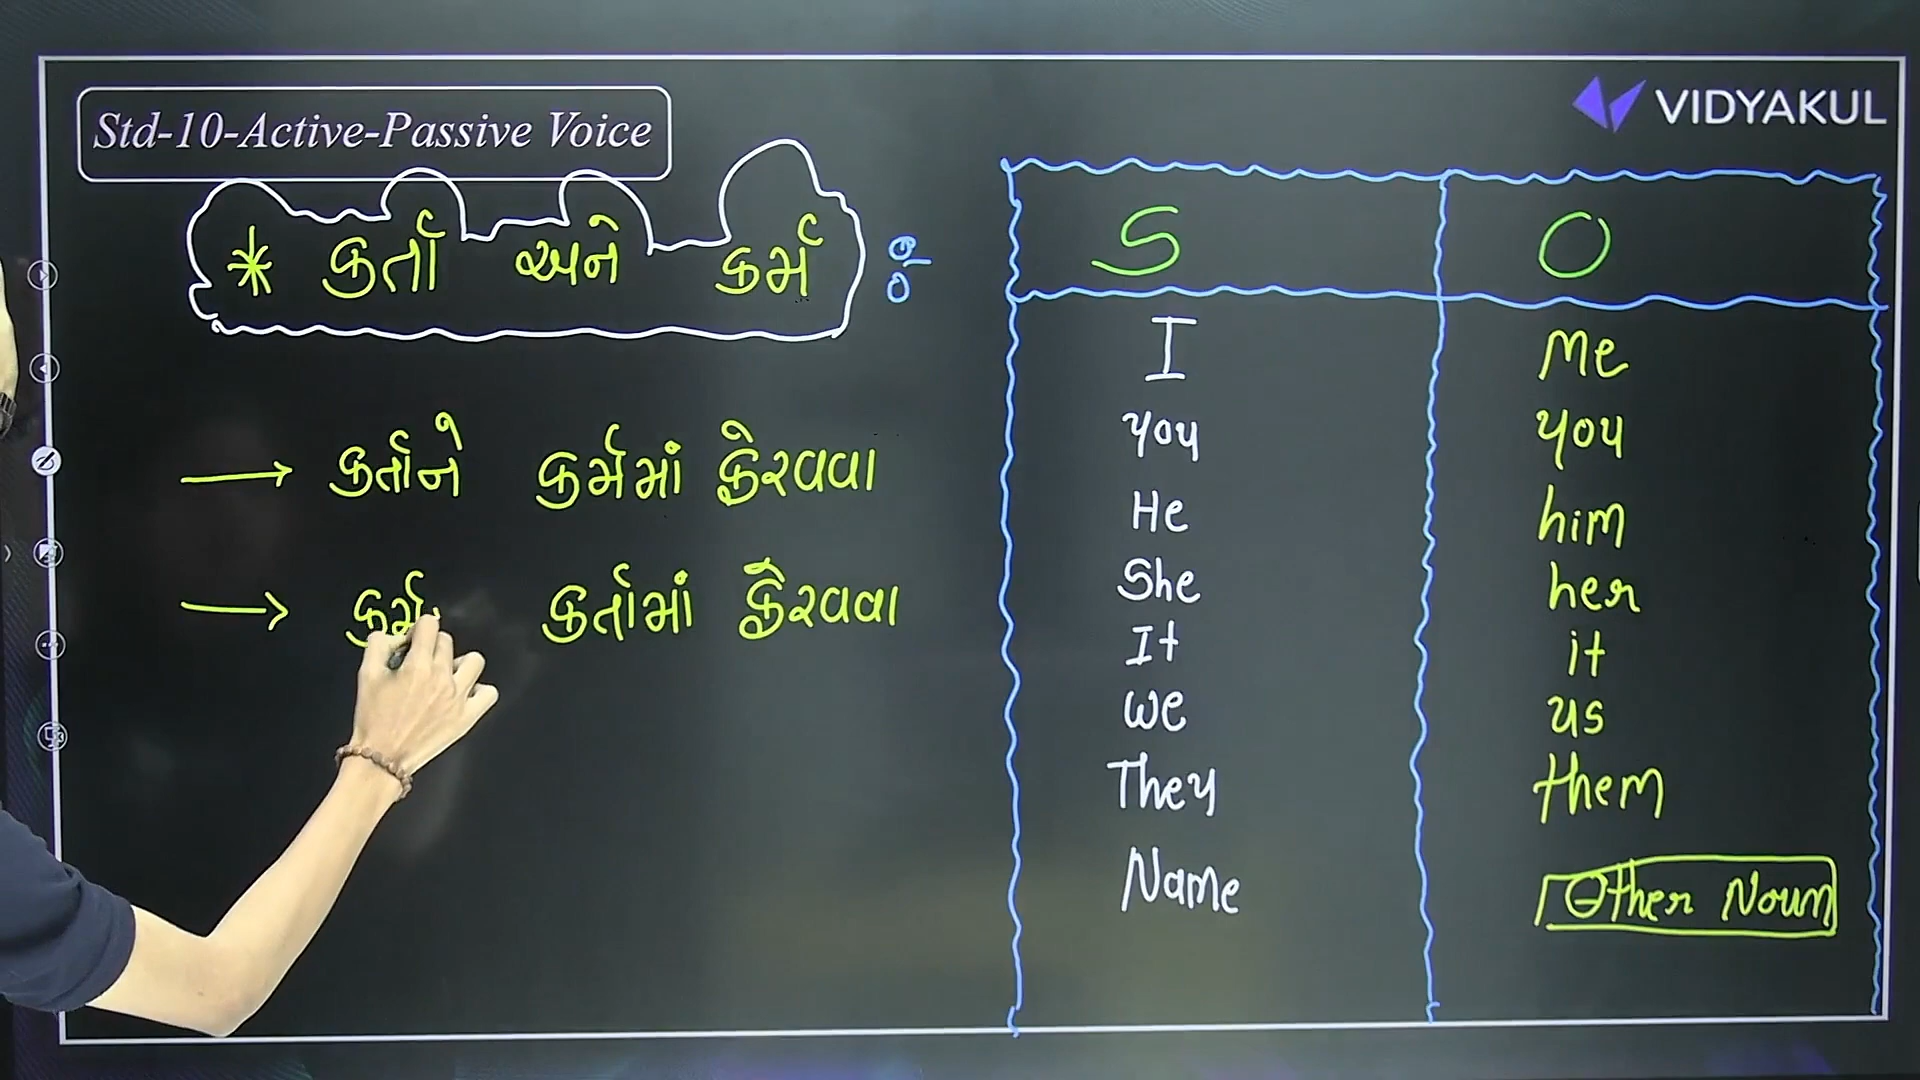 Std-10-Active-Passive Voice
VIDYAKUL
* કર્તા અને કર્મ
→ કર્તાને કર્મમાં ફેરવવા
→ કર્મ કર્તામાં ફેરવવા
S O
I Me
you you
He him
She her
It it
we us
They them
Name Other Noun